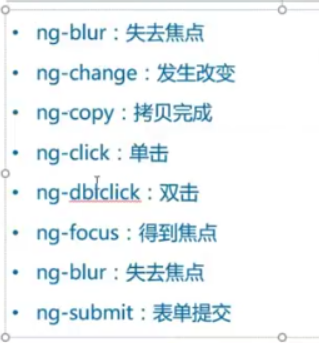 • ng-blur：失去焦点
• ng-change：发生改变
• ng-copy：拷贝完成
• ng-click：单击
• ng-dblclick：双击
• ng-focus：得到焦点
• ng-blur：失去焦点
• ng-submit：表单提交